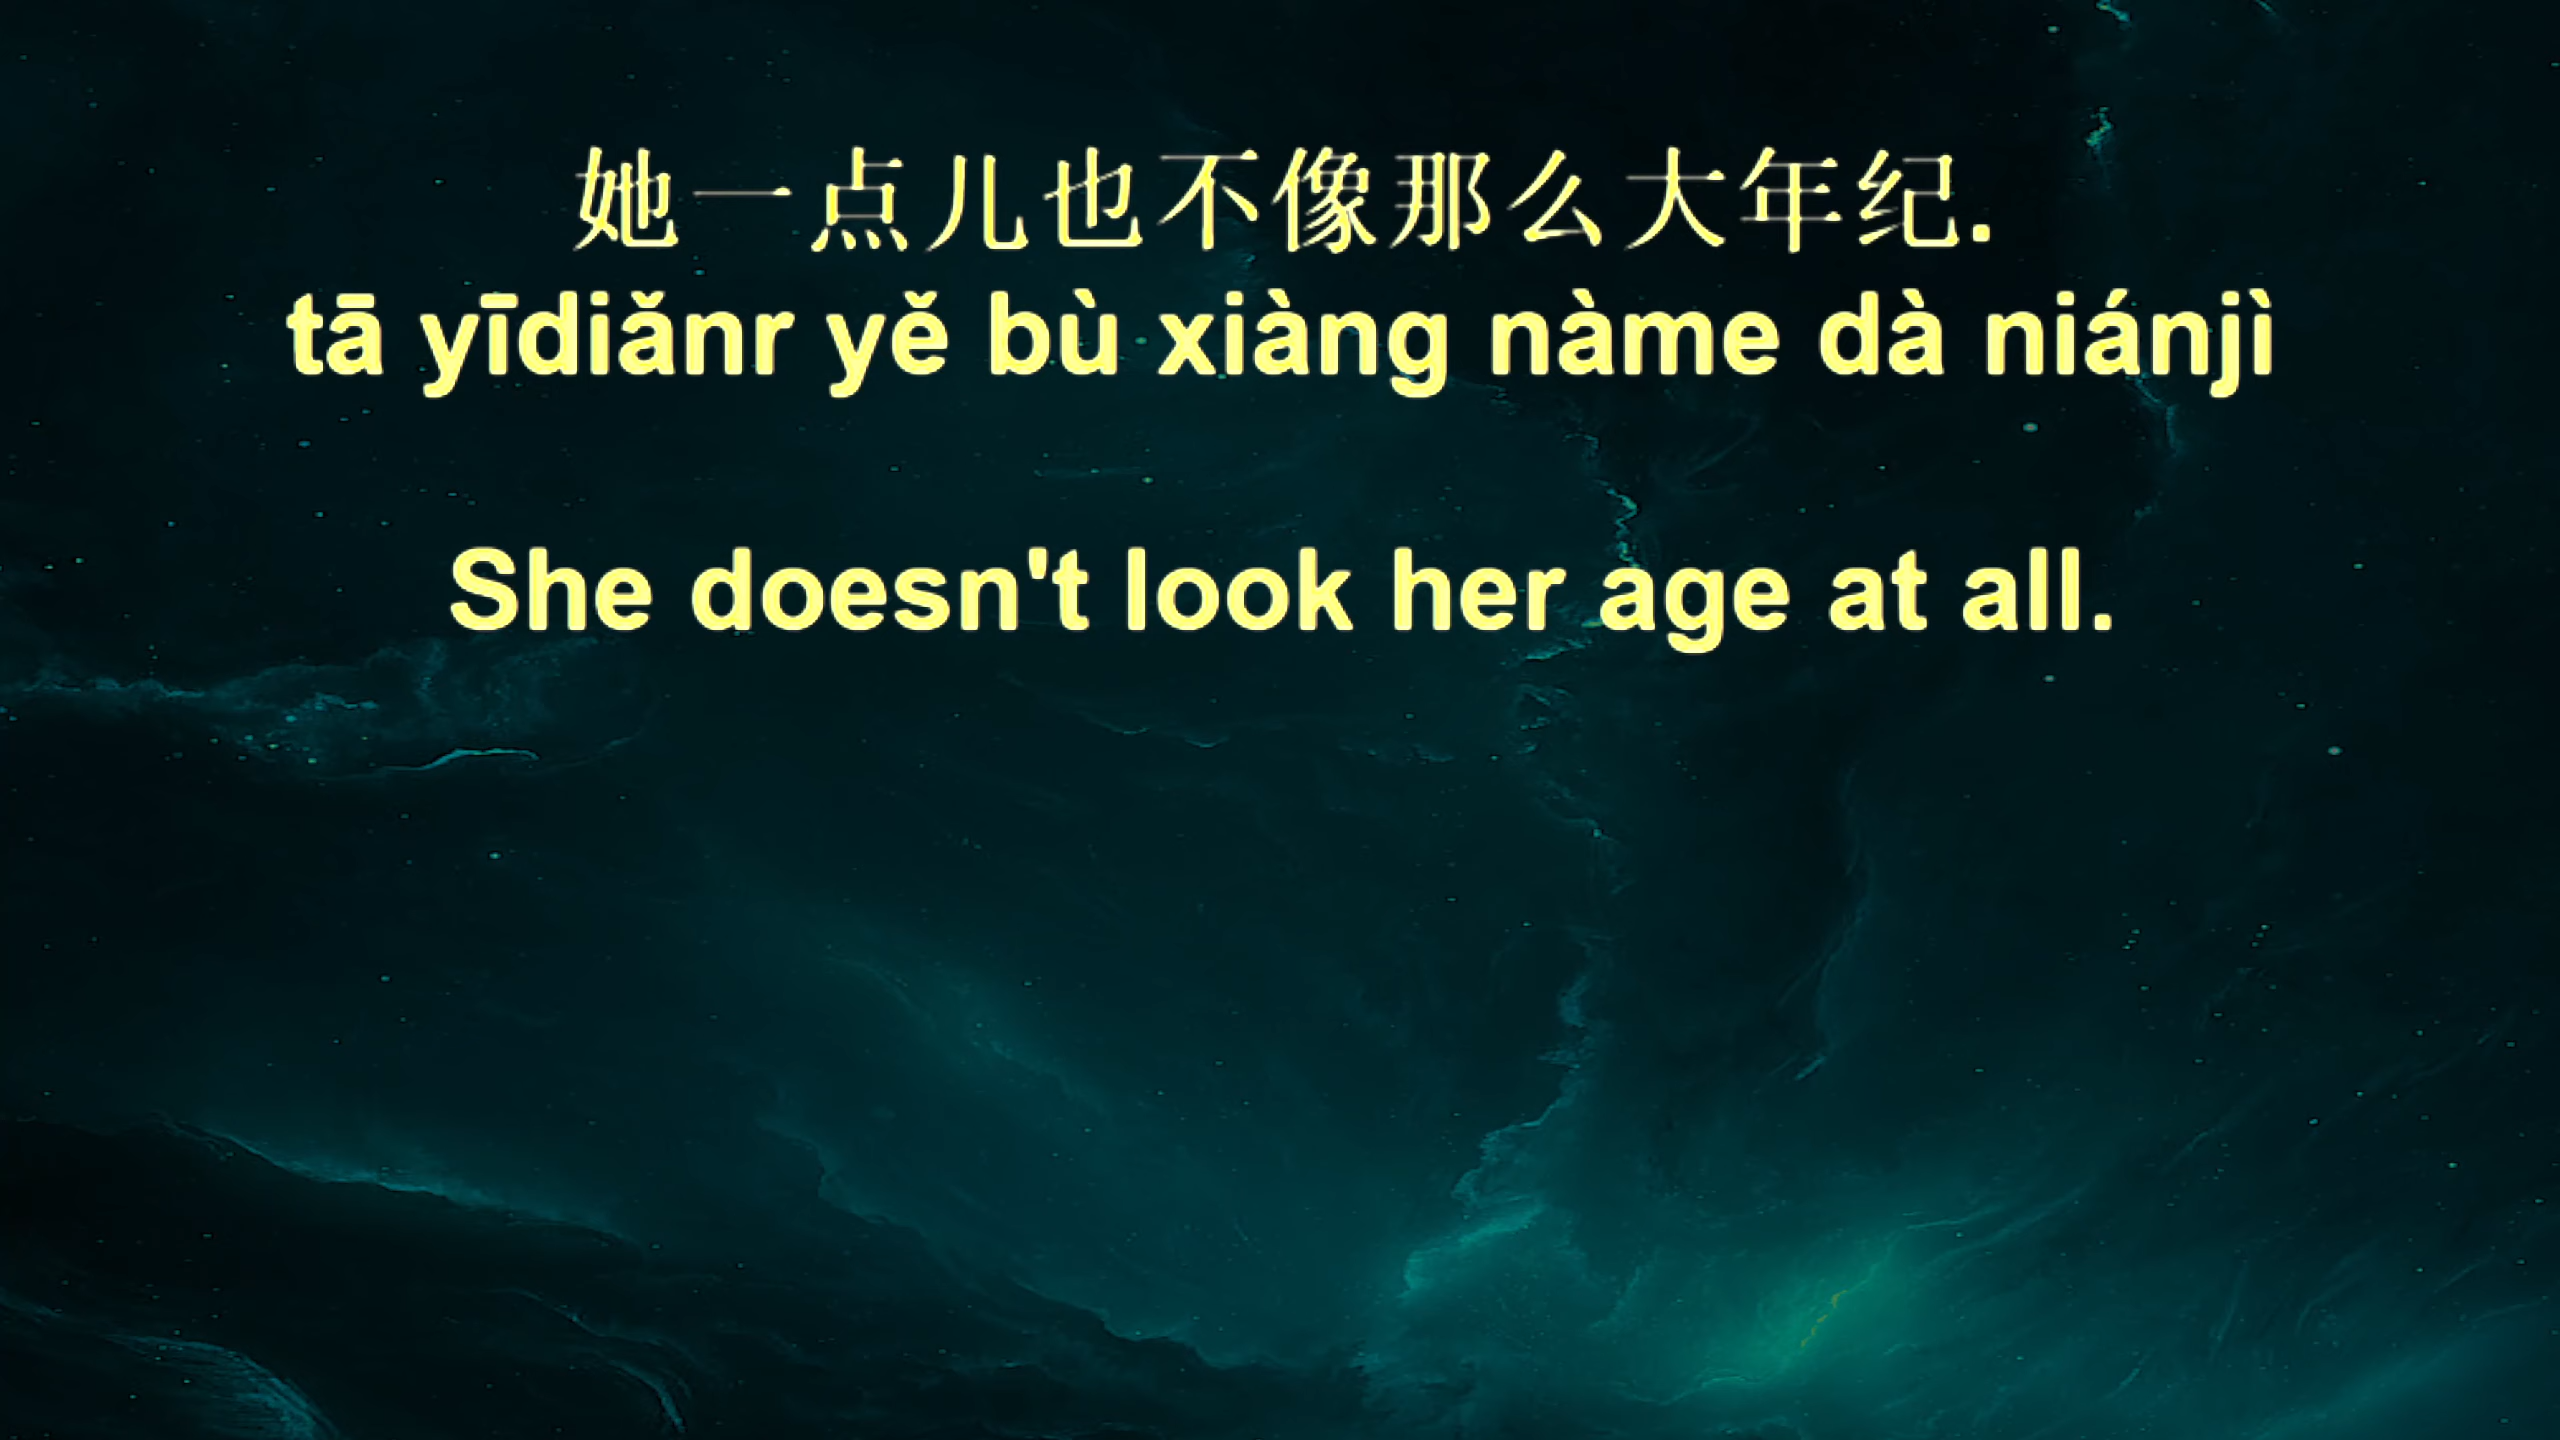 她一点儿也不像那么大年纪.
tā yīdiǎnr yě bù xiàng nàme dà niánjì
She doesn't look her age at all.